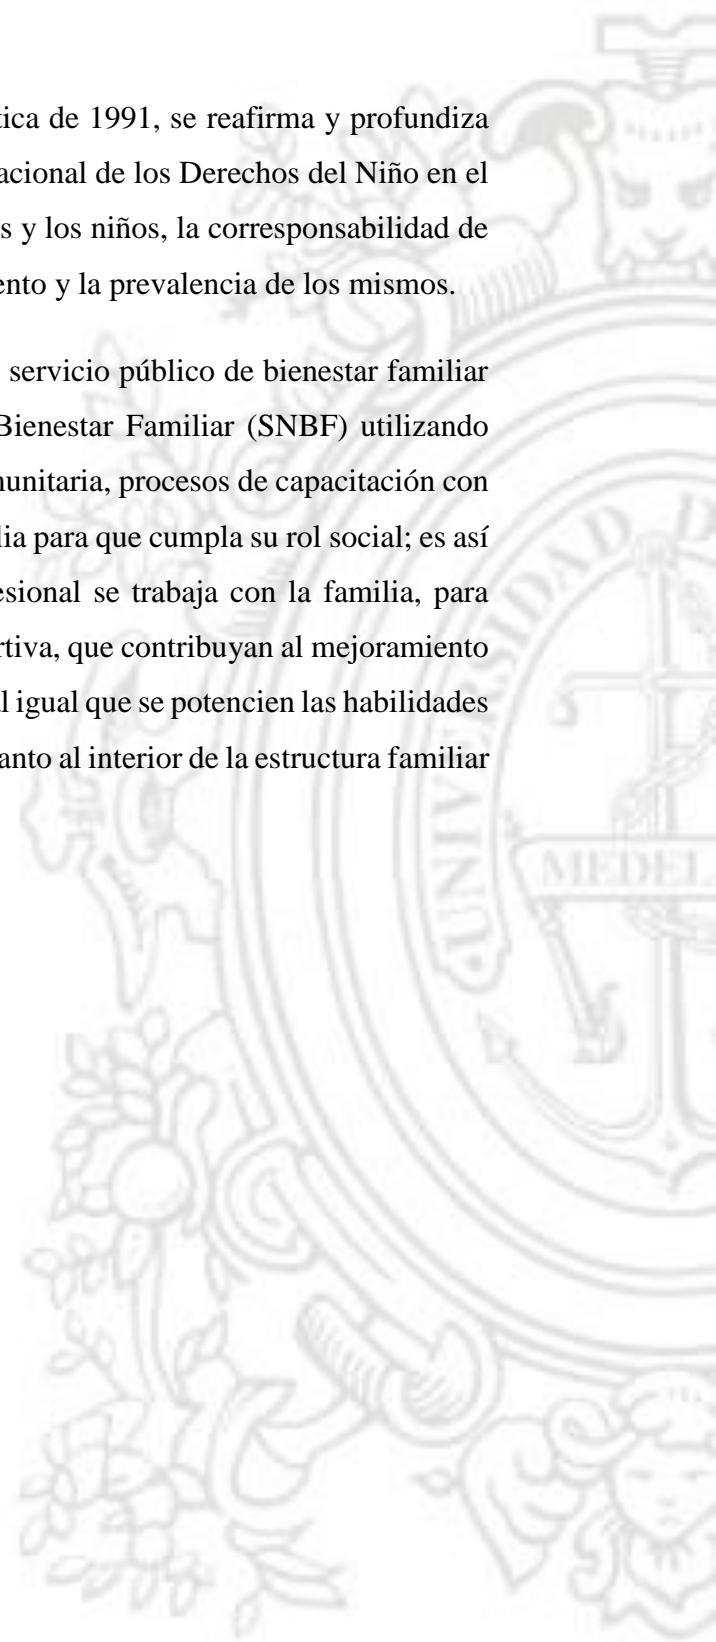 tica de 1991, se reafirma y profundiza
acional de los Derechos del Niño en el
s y los niños, la corresponsabilidad de
ento y la prevalencia de los mismos.
servicio público de bienestar familiar
Bienestar Familiar (SNBF) utilizando
nunitaria, procesos de capacitación con
lia para que cumpla su rol social; es así
esional se trabaja con la familia, para
rtiva, que contribuyan al mejoramiento
l igual que se potencien las habilidades
anto al interior de la estructura familiar
UNIVERSIDAD D
MEDEL